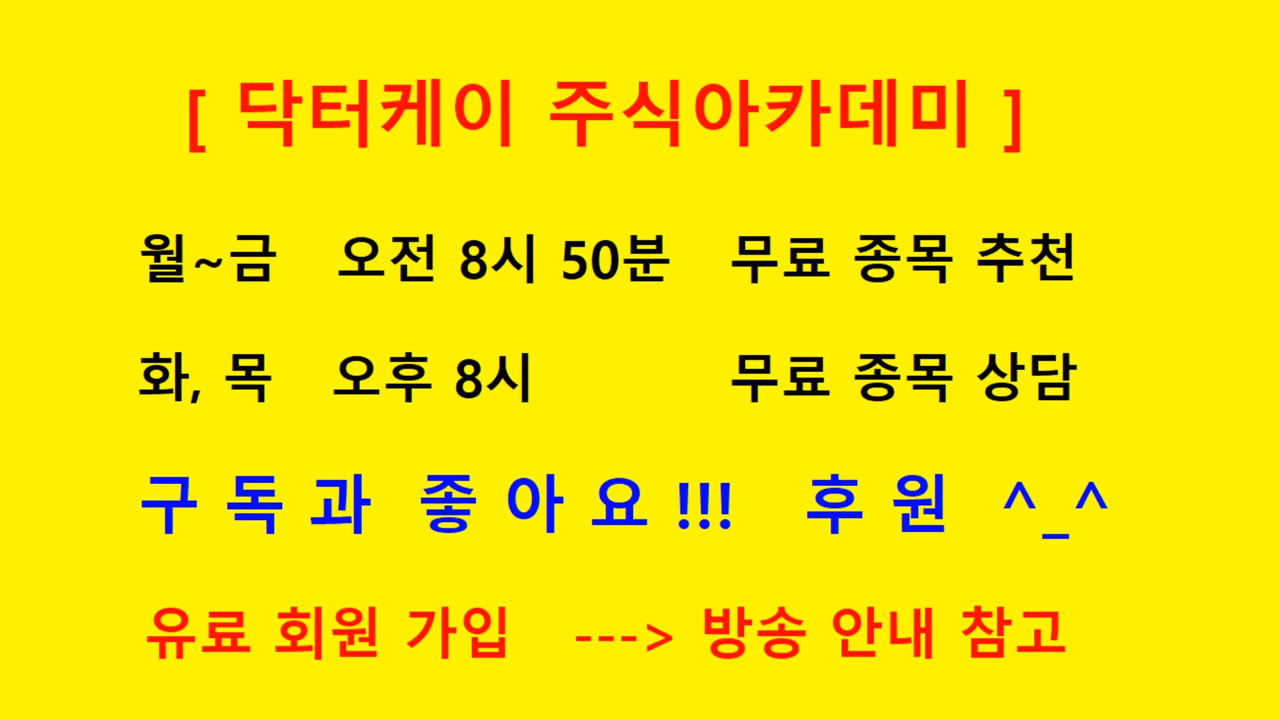 [ 닥터케이 주식아카데미 ]
월~금 오전 8시 50분 무료 종목 추천
화, 목 오후 8시 무료 종목 상담
구 독 과 좋 아 요 !!! 후 원 ^_^
유료 회원 가입 ---> 방송 안내 참고